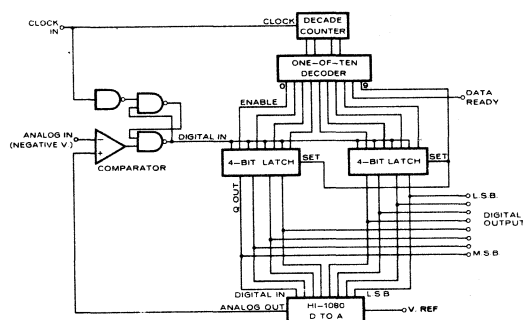 CLOCK IN
CLOCK
DECADE COUNTER
ONE-OF-TEN DECODER
0
9
ENABLE
DATA READY
ANALOG IN (NEGATIVE V.)
DIGITAL IN
-
+
COMPARATOR
4-BIT LATCH
SET
4-BIT LATCH
SET
Q OUT
L.S.B.
DIGITAL OUTPUT
M.S.B
DIGITAL IN
L S B
ANALOG OUT
HI-1080 D TO A
V. REF